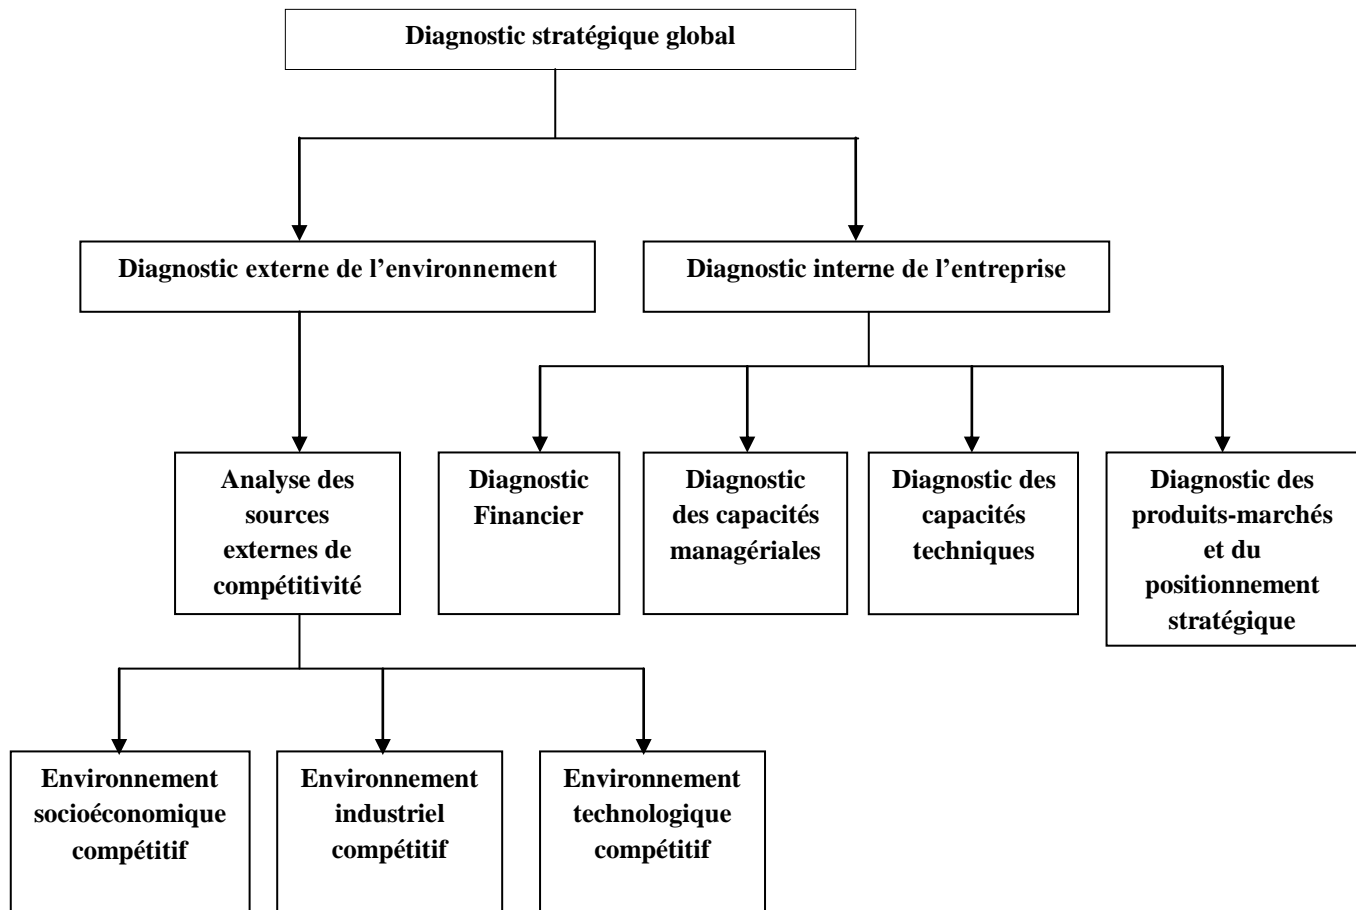 Diagnostic stratégique global
Diagnostic externe de l’environnement
Diagnostic interne de l’entreprise
Analyse des
sources
externes de
compétitivité
Diagnostic
Financier
Diagnostic
des capacités
managériales
Diagnostic des
capacités
techniques
Diagnostic des
produits-marchés
et du
positionnement
stratégique
Environnement
socioéconomique
compétitif
Environnement
industriel
compétitif
Environnement
technologique
compétitif